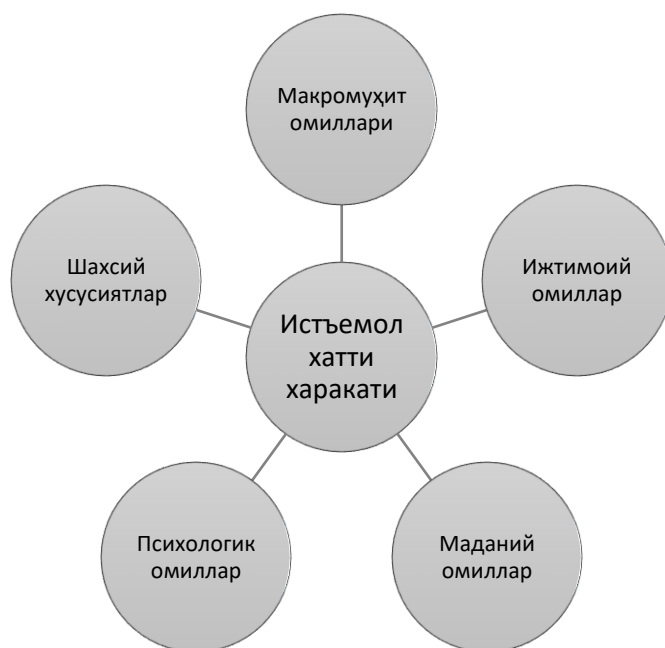 Макромуҳит
омиллари
Шахсий
хусусиятлар
Ижтимоий
омиллар
Истъемол
хатти
харакати
Психологик
омиллар
Маданий
омиллар